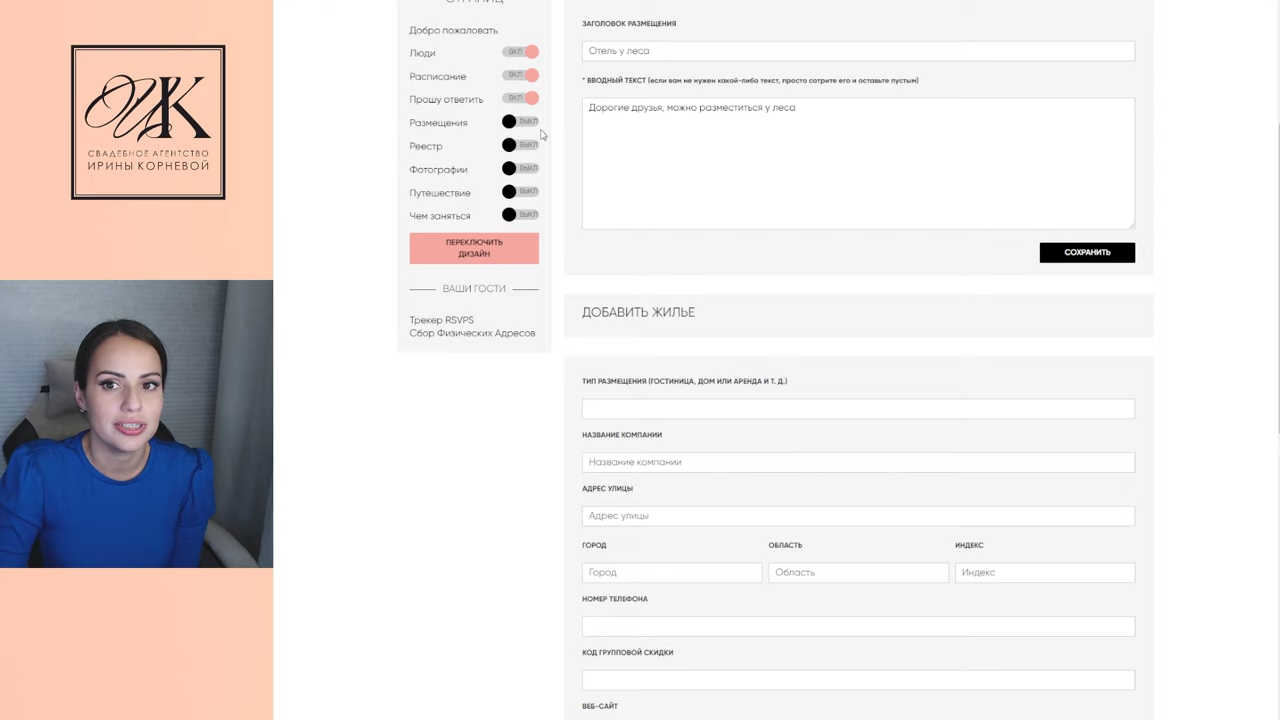 ИК
СВАДЕБНОЕ АГЕНТСТВО
ИРИНЫ КОРНЕВОЙ
Добро пожаловать
Люди ВКЛ
Расписание ВКЛ
Прошу ответить ВКЛ
Размещения ВЫКЛ
Реестр ВЫКЛ
Фотографии ВЫКЛ
Путешествие ВЫКЛ
Чем заняться ВЫКЛ
ПЕРЕКЛЮЧИТЬ
ДИЗАЙН
ВАШИ ГОСТИ
Трекер RSVPS
Сбор Физических Адресов
ЗАГОЛОВОК РАЗМЕЩЕНИЯ
Отель у леса
* ВВОДНЫЙ ТЕКСТ (если вам не нужен какой-либо текст, просто сотрите его и оставьте пустым)
Дорогие друзья, можно разместиться у леса
СОХРАНИТЬ
ДОБАВИТЬ ЖИЛЬЕ
ТИП РАЗМЕЩЕНИЯ (ГОСТИНИЦА, ДОМ ИЛИ АРЕНДА И Т. Д.)
НАЗВАНИЕ КОМПАНИИ
Название компании
АДРЕС УЛИЦЫ
Адрес улицы
ГОРОД ОБЛАСТЬ ИНДЕКС
Город Область Индекс
НОМЕР ТЕЛЕФОНА
КОД ГРУППОВОЙ СКИДКИ
ВЕБ-САЙТ